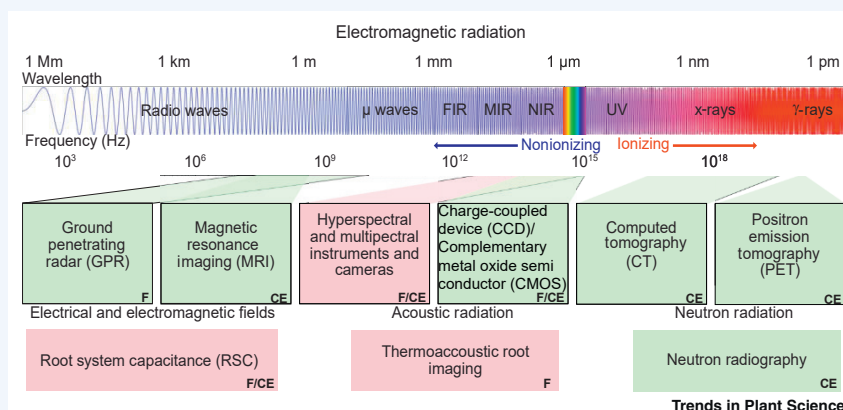 Electromagnetic radiation
1 Mm 1 km 1 m 1 mm 1 µm 1 nm 1 pm
Wavelength
Radio waves µ waves FIR MIR NIR UV x-rays γ-rays
Frequency (Hz) Nonionizing Ionizing
10³ 10⁶ 10⁹ 10¹² 10¹⁵ 10¹⁸
Ground
penetrating
radar (GPR)
F
Magnetic
resonance
imaging (MRI)
CE
Hyperspectral
and multipectral
instruments and
cameras
F/CE
Charge-coupled
device (CCD)/
Complementary
metal oxide semi
conductor (CMOS)
F/CE
Computed
tomography
(CT)
CE
Positron
emission
tomography
(PET)
CE
Electrical and electromagnetic fields
Root system capacitance (RSC)
F/CE
Acoustic radiation
Thermoaccoustic root
imaging
F
Neutron radiation
Neutron radiography
CE
Trends in Plant Science